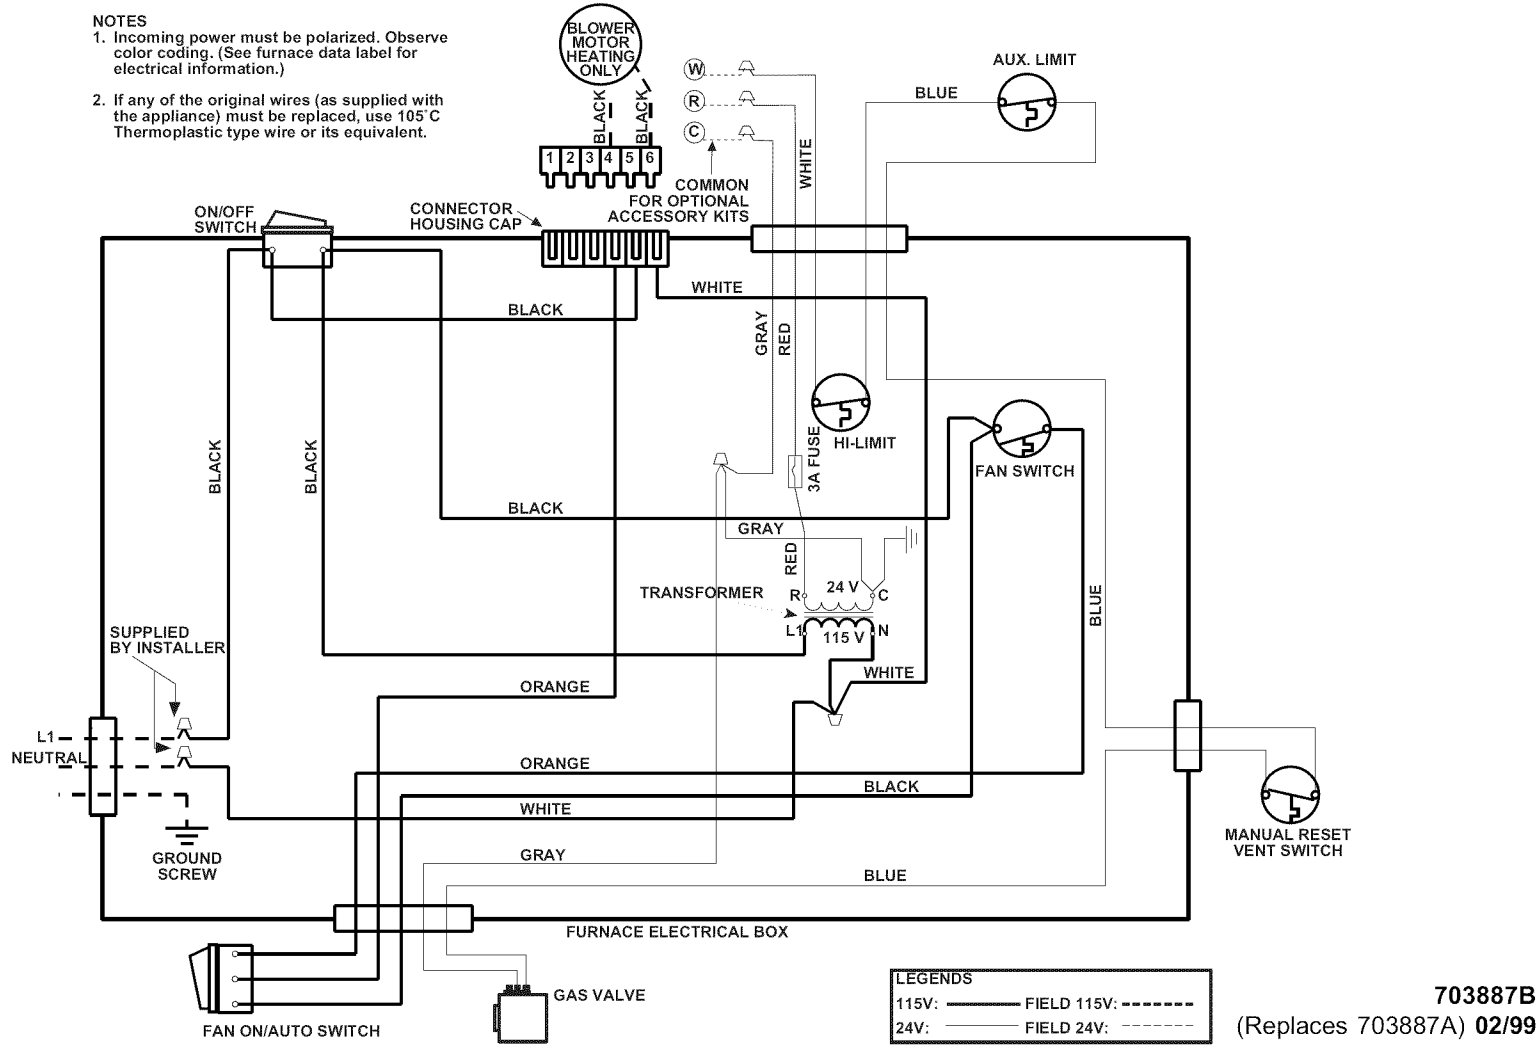 NOTES
1. Incoming power must be polarized. Observe
color coding. (See furnace data label for
electrical information.)
2. If any of the original wires (as supplied with
the appliance) must be replaced, use 105°C
Thermoplastic type wire or its equivalent.
BLOWER
MOTOR
HEATING
ONLY
BLACK
BLACK
1 2 3 4 5 6
W
R
C
COMMON
FOR OPTIONAL
ACCESSORY KITS
WHITE
BLUE
AUX. LIMIT
ON/OFF
SWITCH
CONNECTOR
HOUSING CAP
WHITE
BLACK
GRAY
RED
BLACK
BLACK
HI-LIMIT
3A FUSE
FAN SWITCH
BLACK
GRAY
RED
TRANSFORMER
R
24 V
C
L1
115 V
N
BLUE
SUPPLIED
BY INSTALLER
WHITE
ORANGE
L1
NEUTRAL
ORANGE
BLACK
WHITE
GROUND
SCREW
GRAY
BLUE
MANUAL RESET
VENT SWITCH
FURNACE ELECTRICAL BOX
FAN ON/AUTO SWITCH
GAS VALVE
LEGENDS
115V: FIELD 115V:
24V: FIELD 24V:
703887B
(Replaces 703887A) 02/99